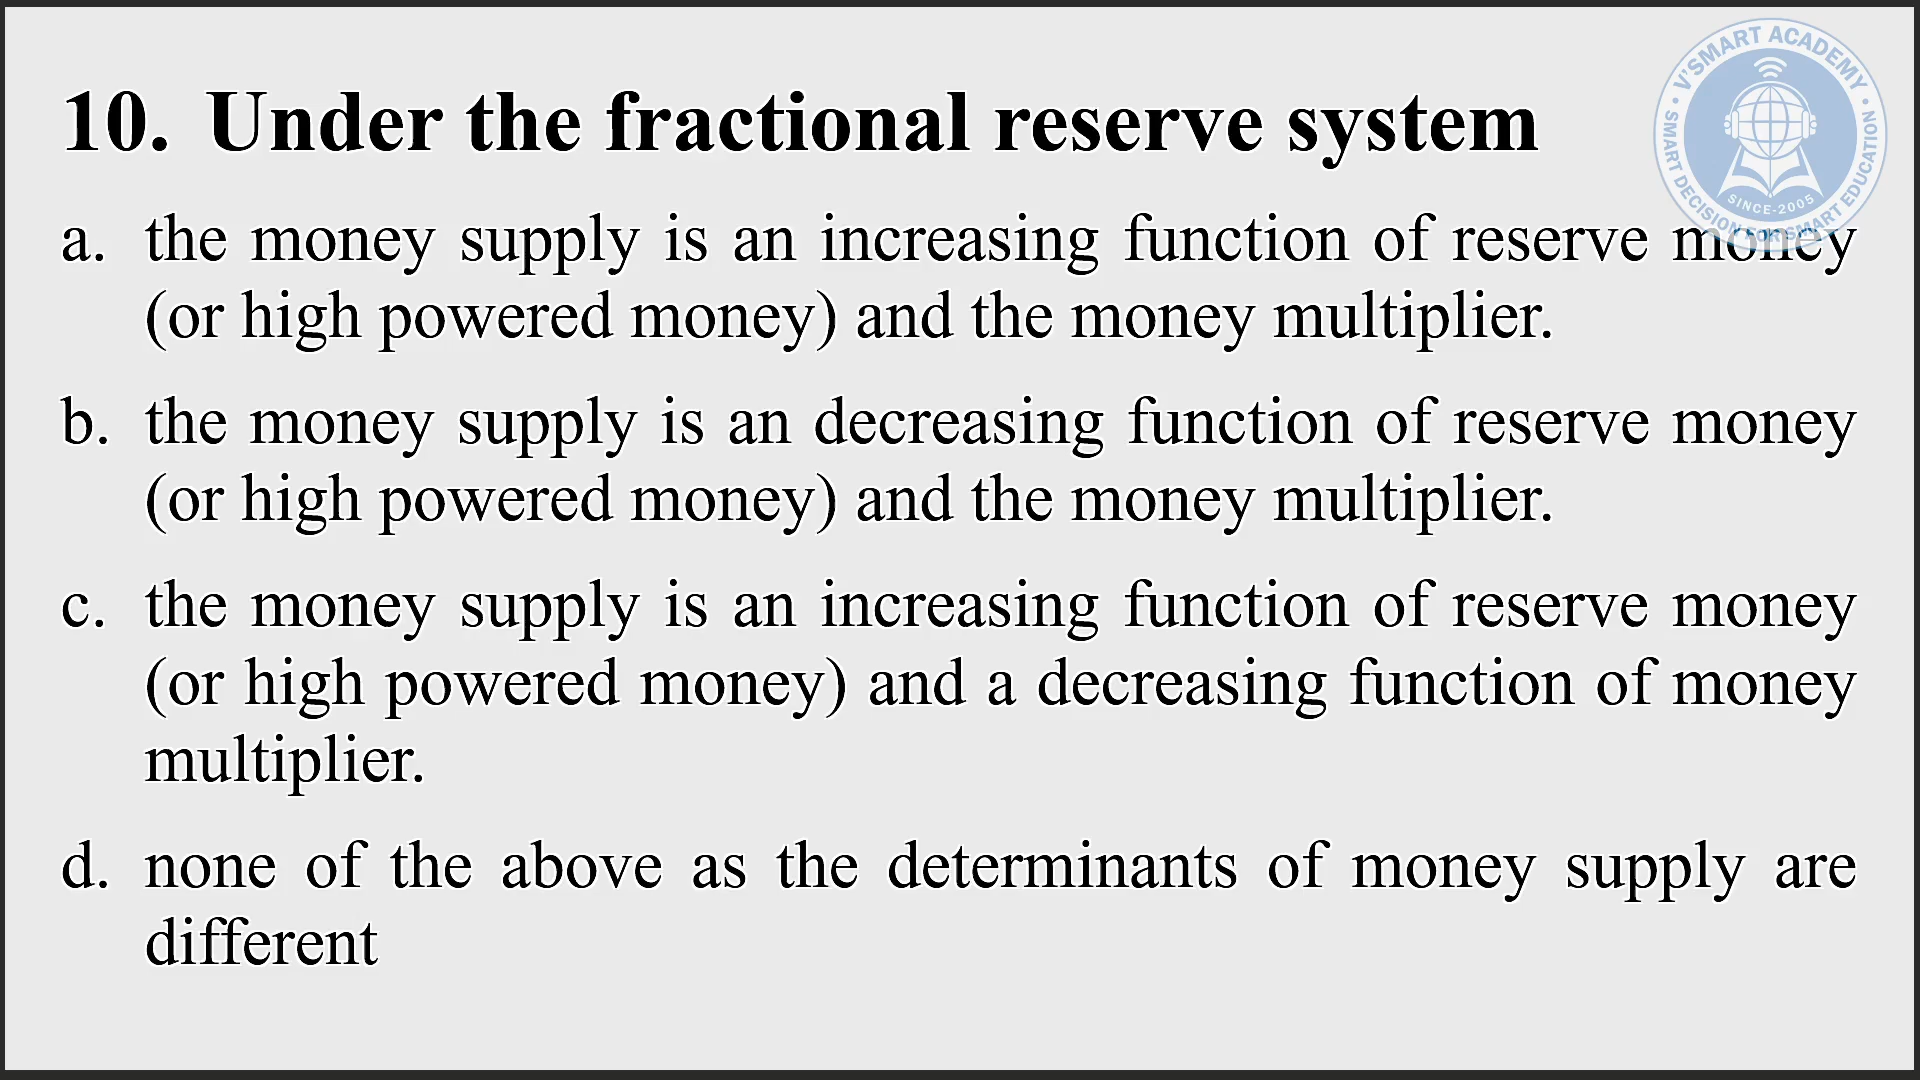 V'SMART ACADEMY
SMART DECISION FOR SMART EDUCATION
SINCE-2005
10. Under the fractional reserve system
a. the money supply is an increasing function of reserve money
(or high powered money) and the money multiplier.
b. the money supply is an decreasing function of reserve money
(or high powered money) and the money multiplier.
c. the money supply is an increasing function of reserve money
(or high powered money) and a decreasing function of money
multiplier.
d. none of the above as the determinants of money supply are
different